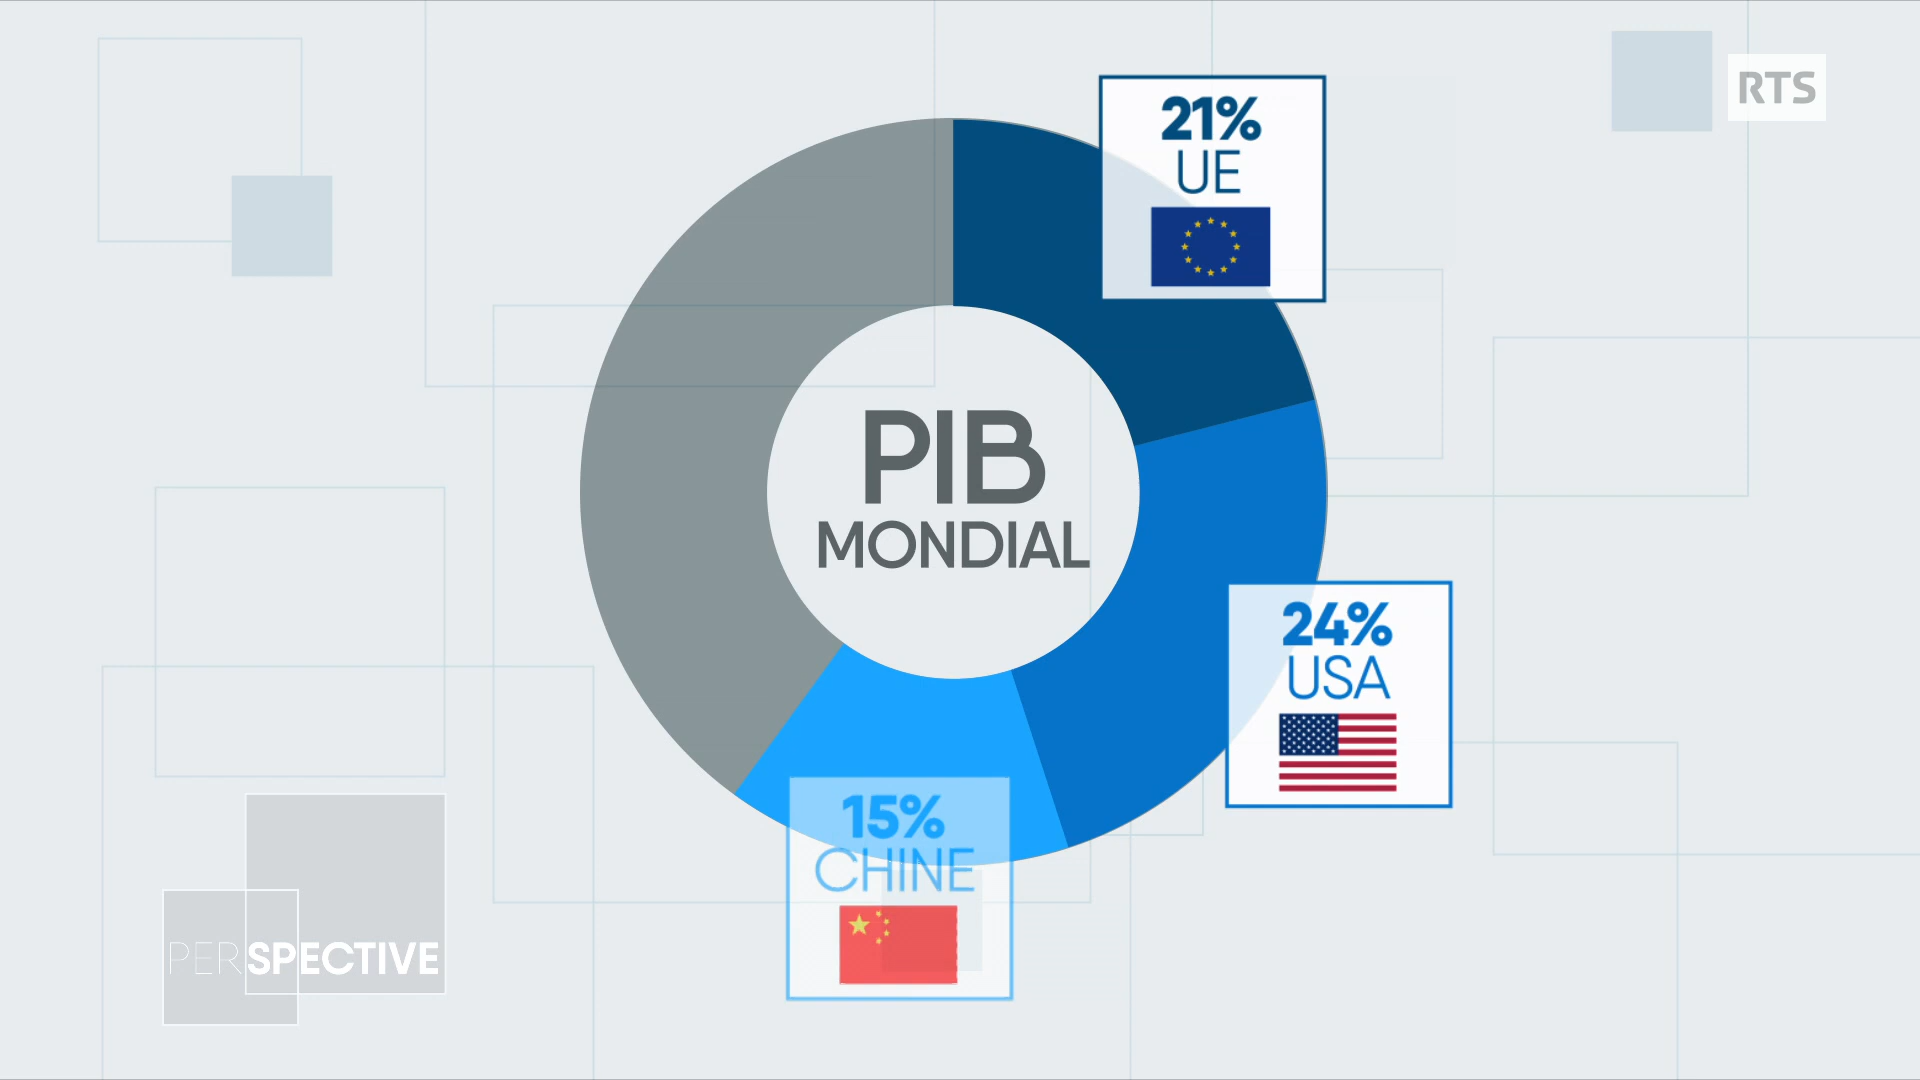 21%
UE
RTS
PIB
MONDIAL
24%
USA
15%
CHINE
PERSPECTIVE